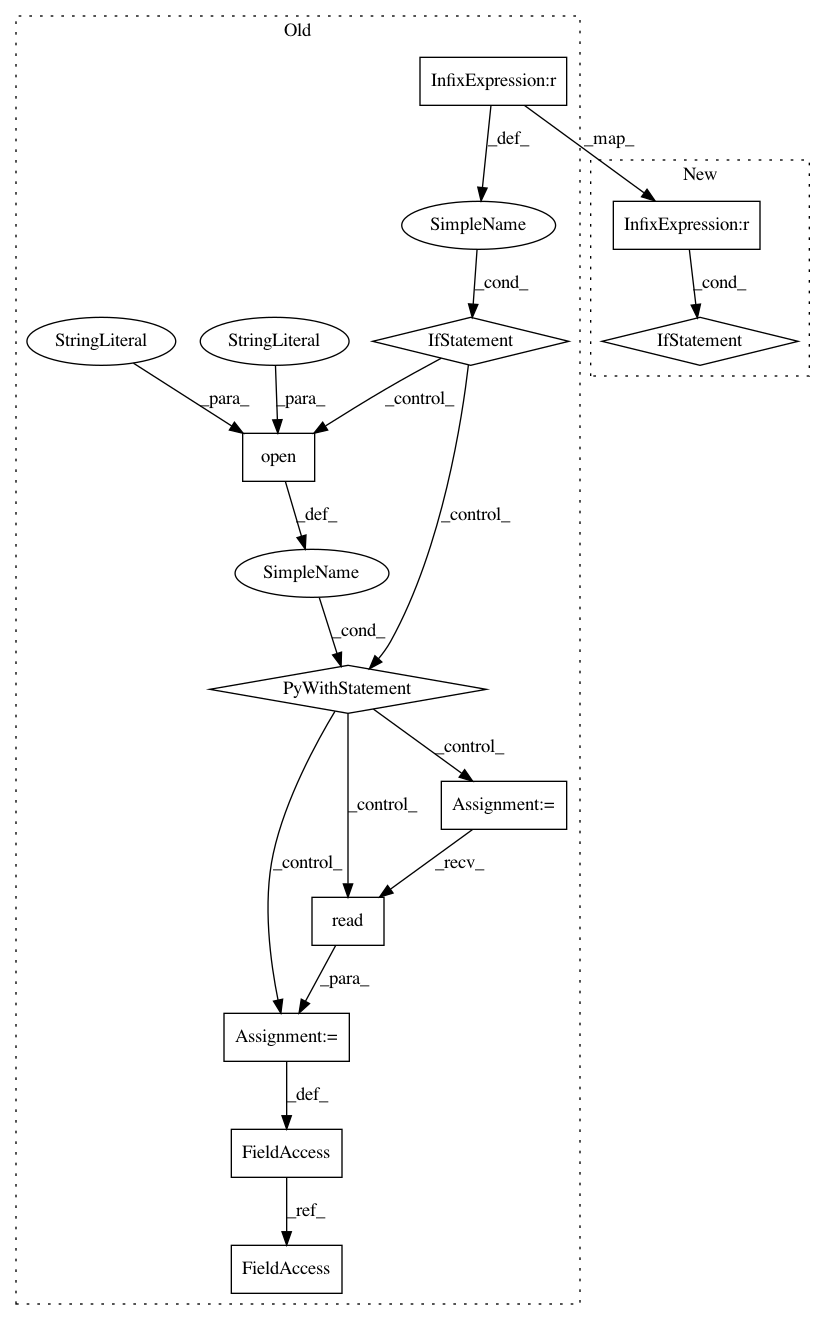 Old
InfixExpression:r
_def_
_map_
New
SimpleName
InfixExpression:r
_cond_
_cond_
StringLiteral
StringLiteral
IfStatement
IfStatement
_para_
_para_
_control_
open
_def_
_control_
SimpleName
_cond_
PyWithStatement
_control_
_control_
Assignment:=
_control_
_recv_
read
_para_
Assignment:=
_def_
FieldAccess
_ref_
FieldAccess